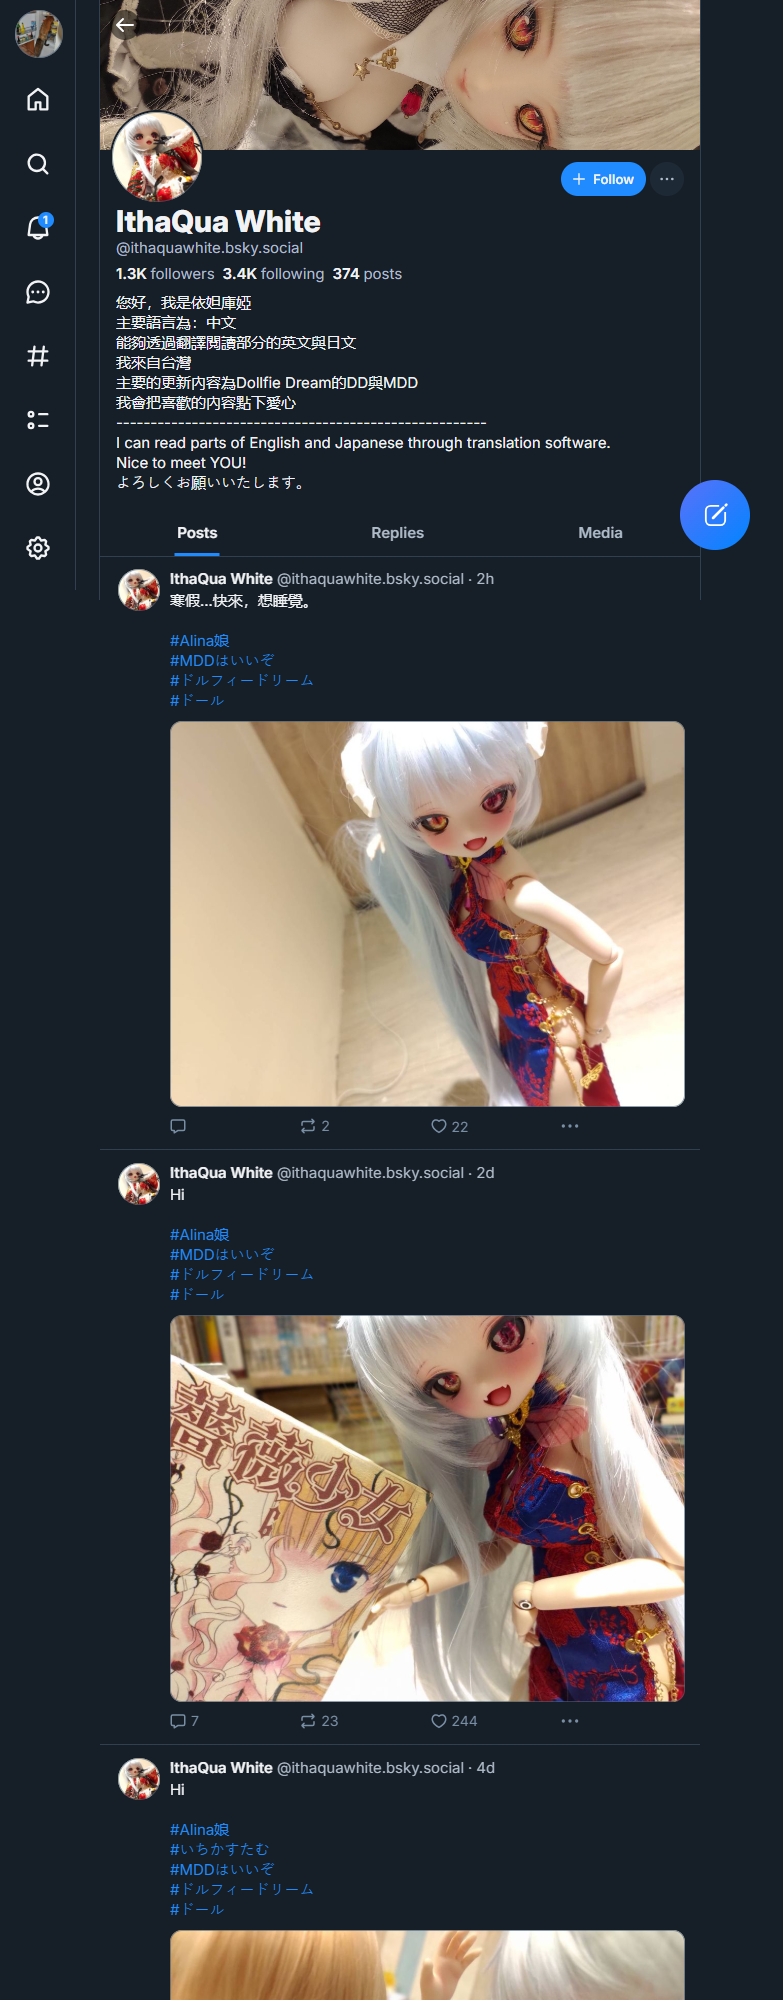 1
+ Follow
IthaQua White
@ithaquawhite.bsky.social
1.3K followers 3.4K following 374 posts
您好，我是依妲庫婭
主要語言為：中文
能夠透過翻譯閱讀部分的英文與日文
我來自台灣
主要的更新內容為Dollfie Dream的DD與MDD
我會把喜歡的內容點下愛心
------------------------------------------------------
I can read parts of English and Japanese through translation software.
Nice to meet YOU!
よろしくお願いいたします。
Posts Replies Media
IthaQua White @ithaquawhite.bsky.social · 2h
寒假...快來，想睡覺。
#Alina娘
#MDDはいいぞ
#ドルフィードリーム
#ドール
2 22
IthaQua White @ithaquawhite.bsky.social · 2d
Hi
#Alina娘
#MDDはいいぞ
#ドルフィードリーム
#ドール
薔薇少女
6
7 23 244
IthaQua White @ithaquawhite.bsky.social · 4d
Hi
#Alina娘
#いちかすたむ
#MDDはいいぞ
#ドルフィードリーム
#ドール